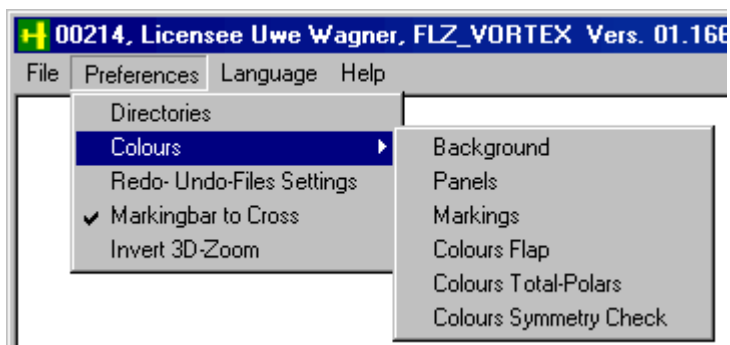 00214, Licensee Uwe Wagner, FLZ_VORTEX Vers. 01.166
File Preferences Language Help
Directories
Colours
Redo- Undo-Files Settings
Markingbar to Cross
Invert 3D-Zoom
Background
Panels
Markings
Colours Flap
Colours Total-Polars
Colours Symmetry Check